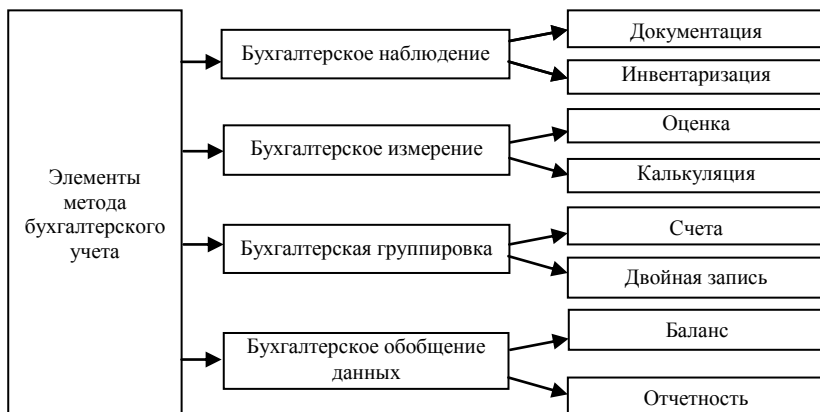 Элементы
метода
бухгалтерского
учета
Бухгалтерское наблюдение
Документация
Инвентаризация
Бухгалтерское измерение
Оценка
Калькуляция
Бухгалтерская группировка
Счета
Двойная запись
Бухгалтерское обобщение
данных
Баланс
Отчетность